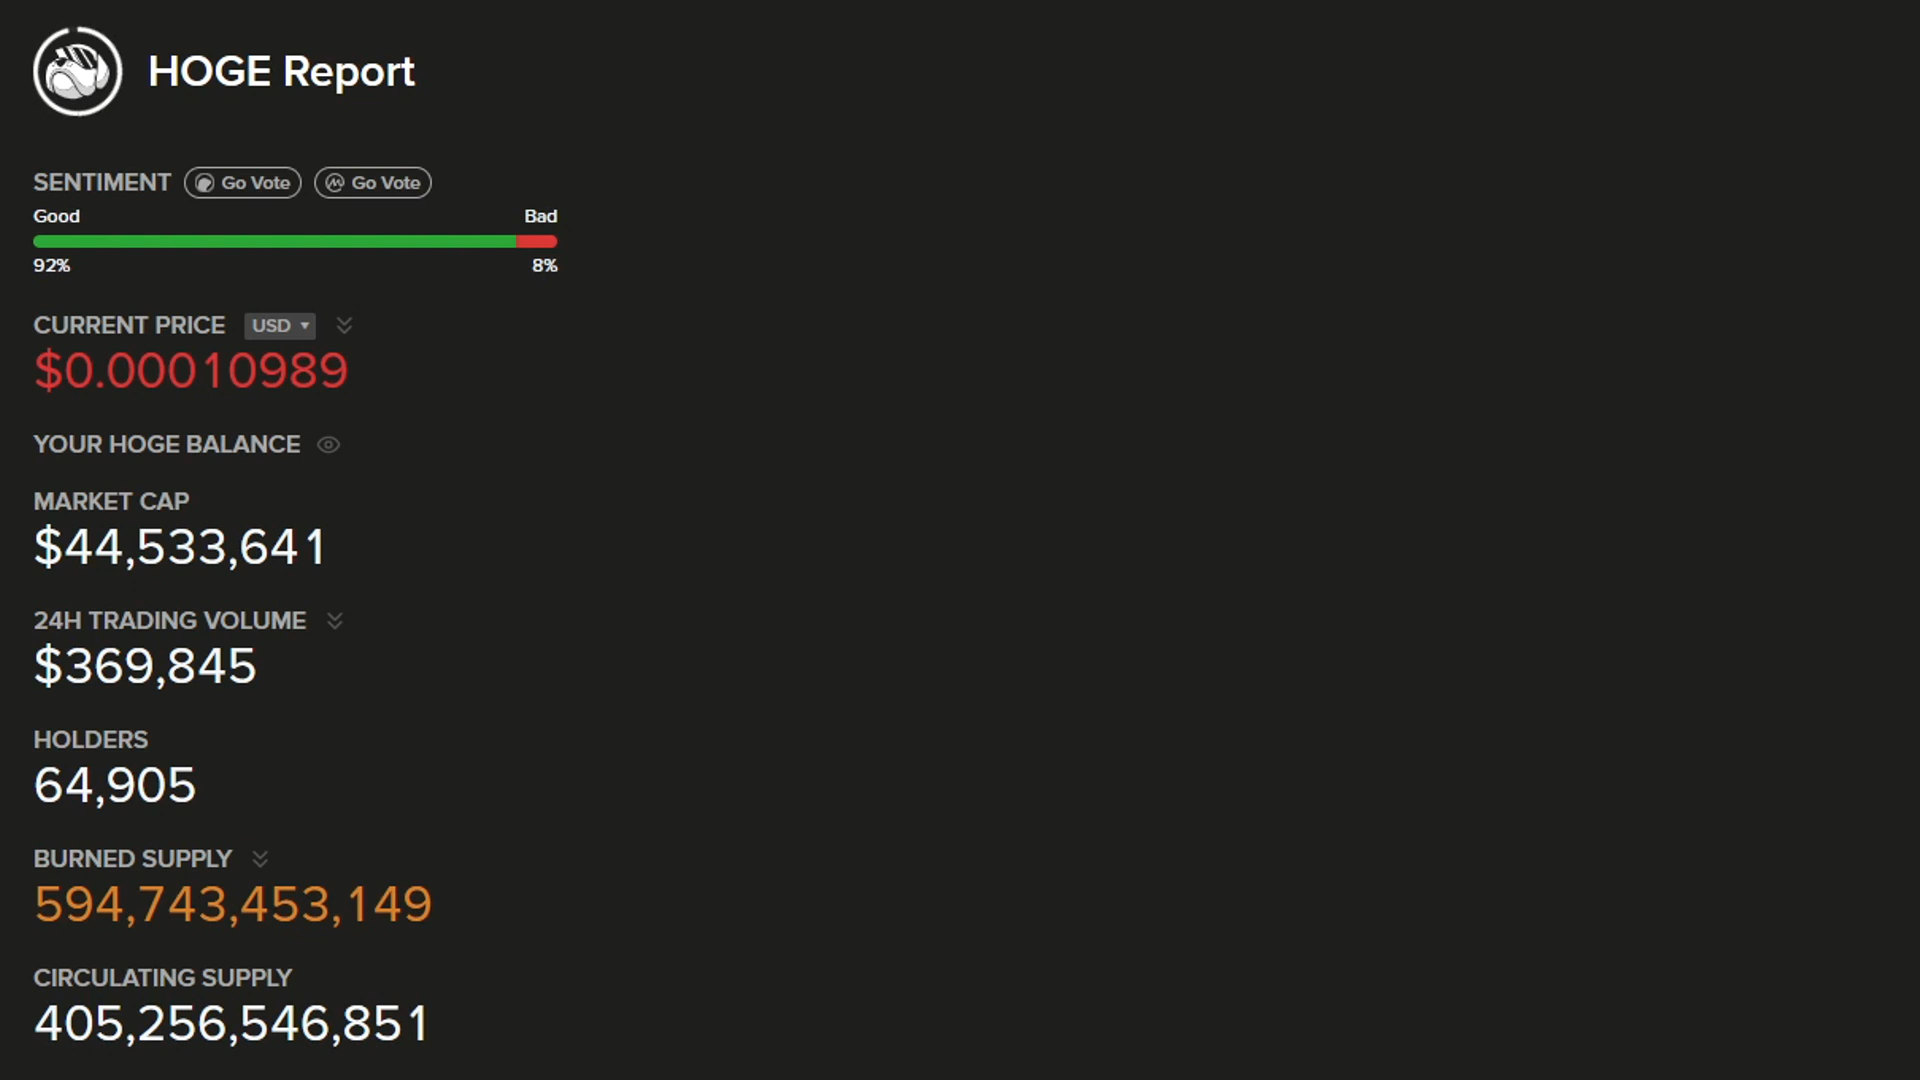 HOGE Report
SENTIMENT Go Vote Go Vote
Good Bad
92% 8%
CURRENT PRICE USD
$0.00010989
YOUR HOGE BALANCE
MARKET CAP
$44,533,641
24H TRADING VOLUME
$369,845
HOLDERS
64,905
BURNED SUPPLY
594,743,453,149
CIRCULATING SUPPLY
405,256,546,851